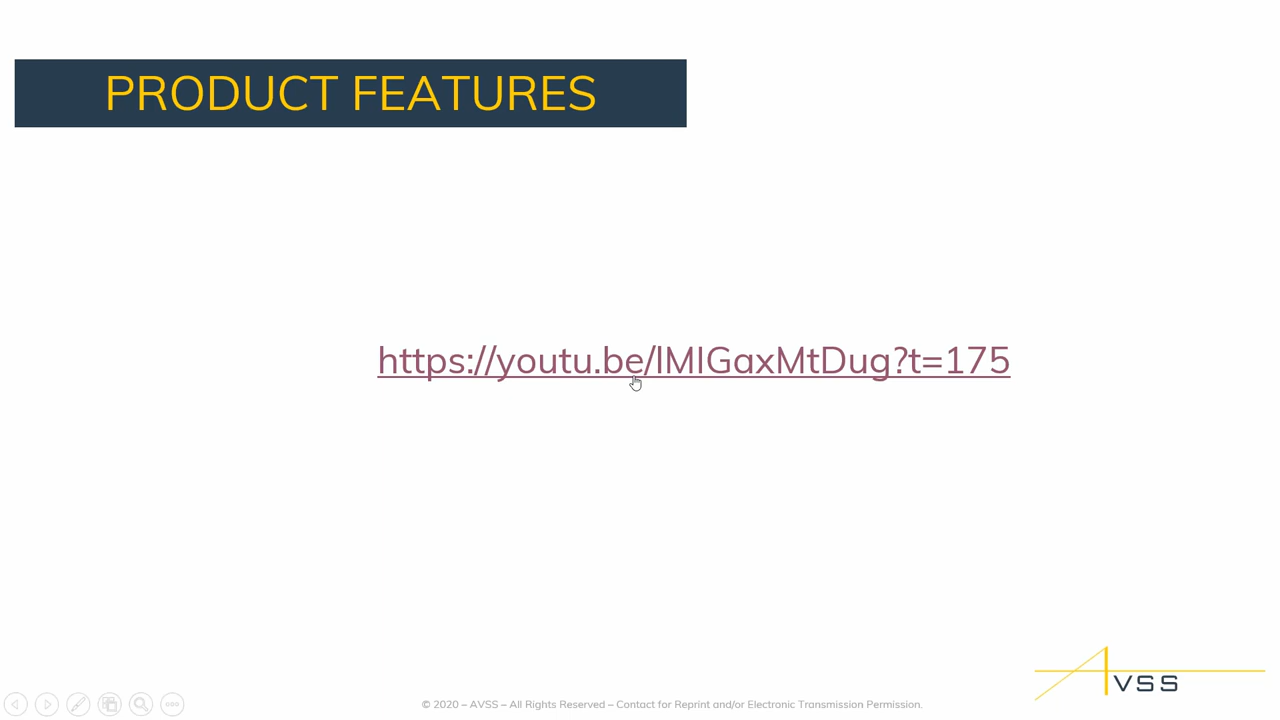 PRODUCT FEATURES
https://youtu.be/lMIGaxMtDug?t=175
AVSS
© 2020 – AVSS – All Rights Reserved – Contact for Reprint and/or Electronic Transmission Permission.